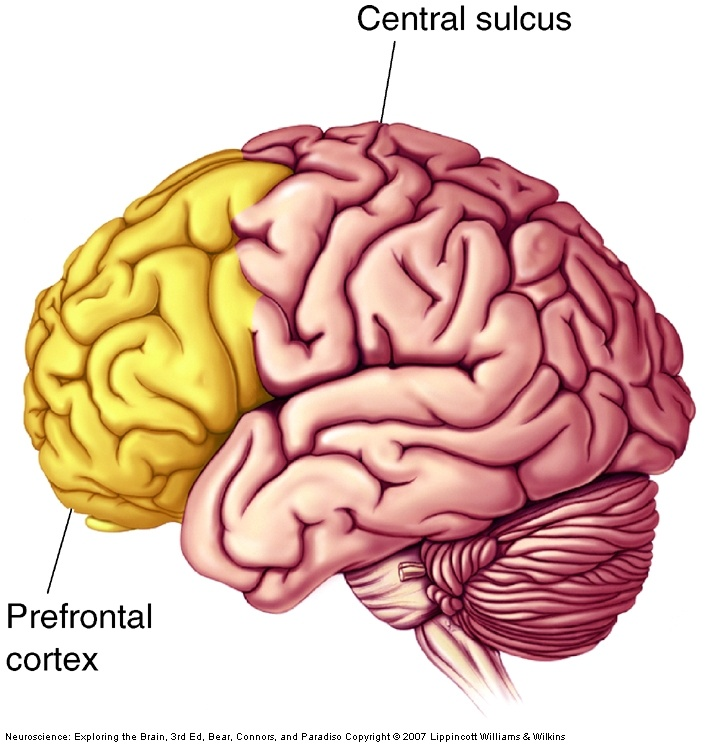 Central sulcus
Prefrontal
cortex
Neuroscience: Exploring the Brain, 3rd Ed, Bear, Connors, and Paradiso Copyright © 2007 Lippincott Williams & Wilkins